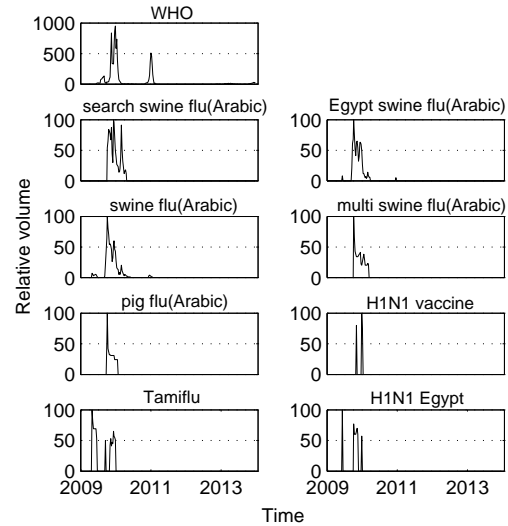 WHO
1000
500
0
search swine flu(Arabic)
100
50
0
Egypt swine flu(Arabic)
100
50
0
swine flu(Arabic)
100
50
0
multi swine flu(Arabic)
100
50
0
pig flu(Arabic)
100
50
0
H1N1 vaccine
100
50
0
Tamiflu
100
50
0
2009 2011 2013
H1N1 Egypt
100
50
0
2009 2011 2013
Relative volume
Time